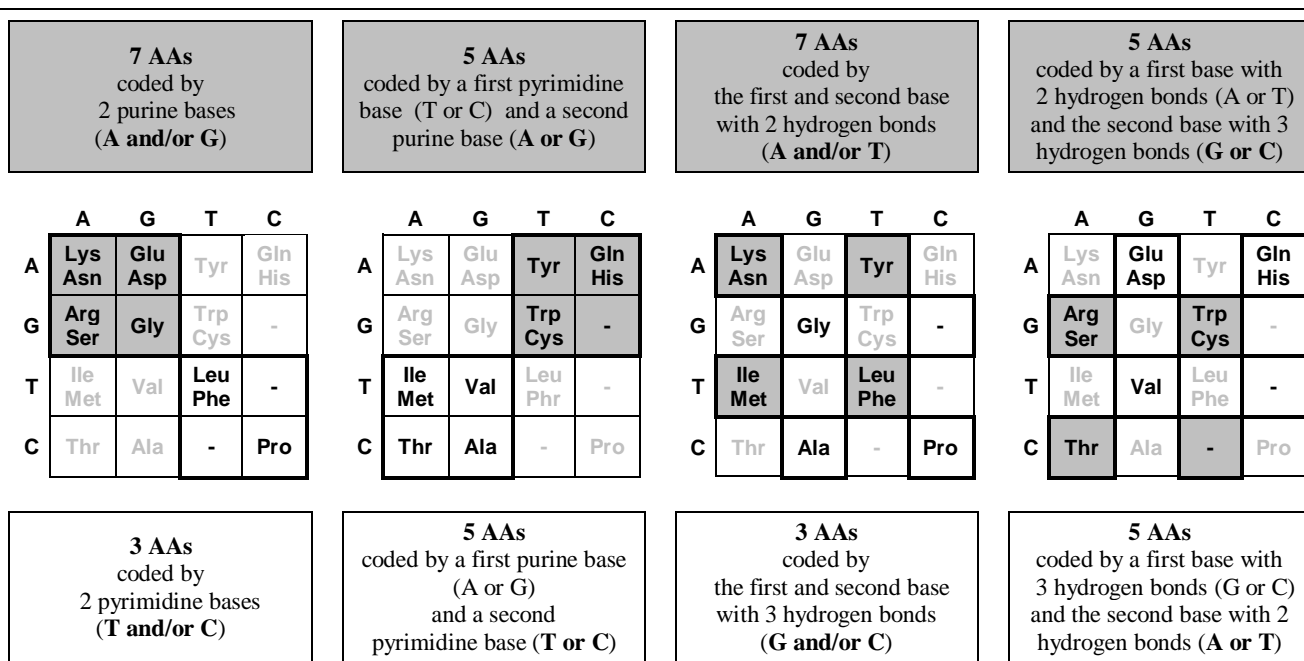 7 AAs
coded by
2 purine bases
(A and/or G)
5 AAs
coded by a first pyrimidine
base (T or C) and a second
purine base (A or G)
7 AAs
coded by
the first and second base
with 2 hydrogen bonds
(A and/or T)
5 AAs
coded by a first base with
2 hydrogen bonds (A or T)
and the second base with 3
hydrogen bonds (G or C)
A G T C
A Lys Asn Glu Asp Tyr Gln His
G Arg Ser Gly Trp Cys -
T Ile Met Val Leu Phe -
C Thr Ala - Pro
A G T C
A Lys Asn Glu Asp Tyr Gln His
G Arg Ser Gly Trp Cys -
T Ile Met Val Leu Phr -
C Thr Ala - Pro
A G T C
A Lys Asn Glu Asp Tyr Gln His
G Arg Ser Gly Trp Cys -
T Ile Met Val Leu Phe -
C Thr Ala - Pro
A G T C
A Lys Asn Glu Asp Tyr Gln His
G Arg Ser Gly Trp Cys -
T Ile Met Val Leu Phe -
C Thr Ala - Pro
3 AAs
coded by
2 pyrimidine bases
(T and/or C)
5 AAs
coded by a first purine base
(A or G)
and a second
pyrimidine base (T or C)
3 AAs
coded by
the first and second base
with 3 hydrogen bonds
(G and/or C)
5 AAs
coded by a first base with
3 hydrogen bonds (G or C)
and the second base with 2
hydrogen bonds (A or T)